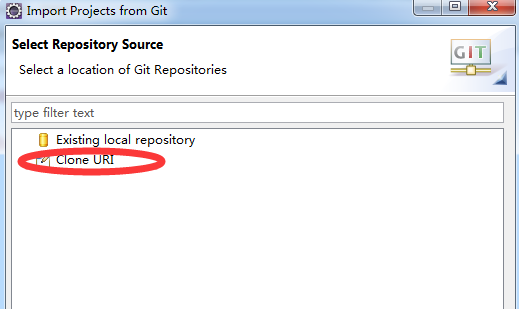 Import Projects from Git
Select Repository Source
Select a location of Git Repositories
GIT
type filter text
Existing local repository
Clone URI